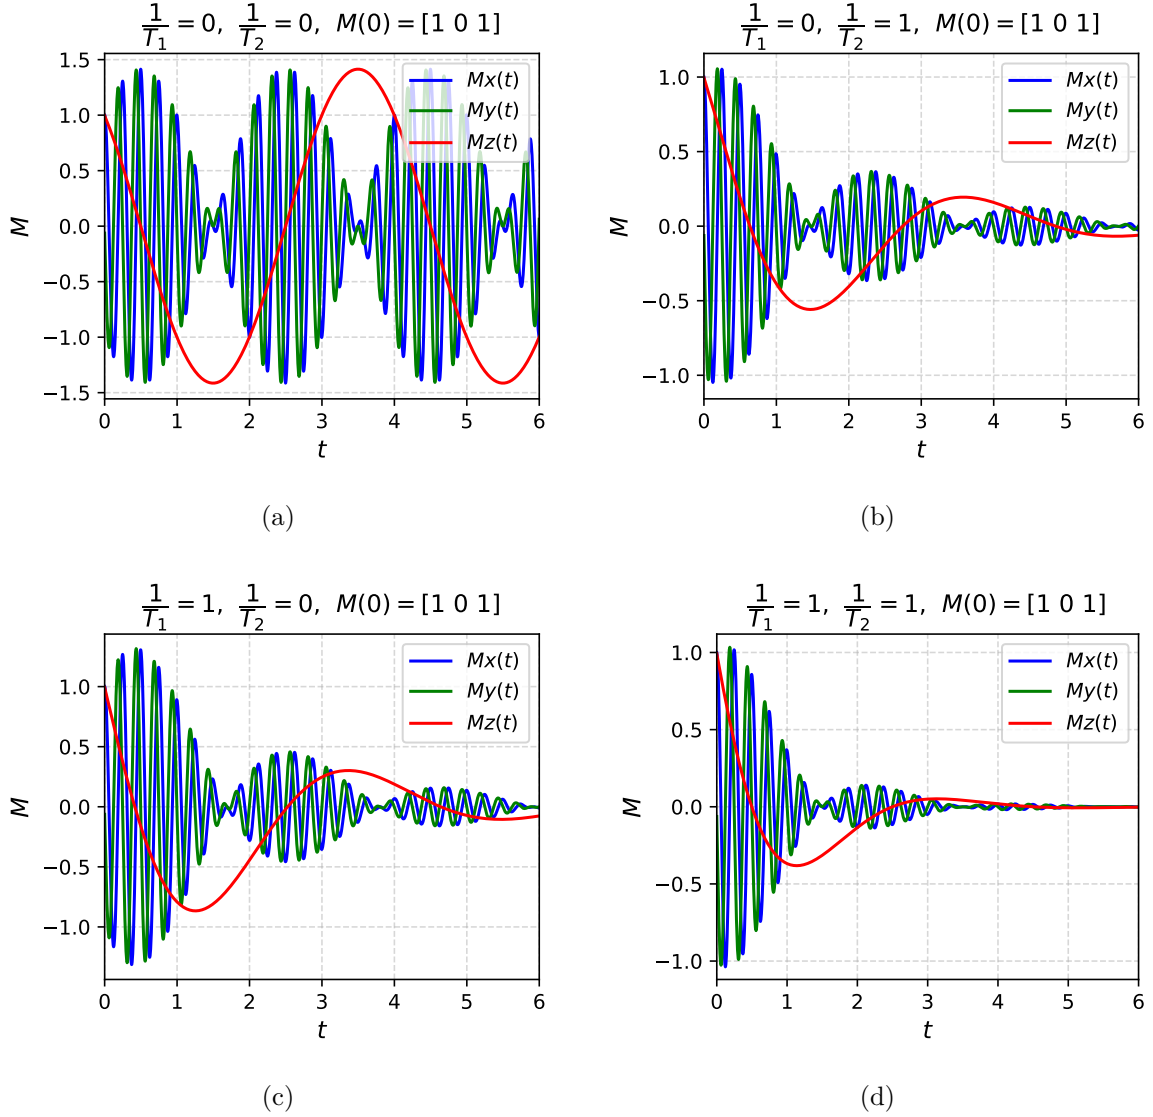 1/T₁ = 0, 1/T₂ = 0, M(0) = [1 0 1]
1.5
1.0
0.5
0.0
−0.5
−1.0
−1.5
M
Mx(t)
My(t)
Mz(t)
0 1 2 3 4 5 6
t
(a)
1/T₁ = 0, 1/T₂ = 1, M(0) = [1 0 1]
1.0
0.5
0.0
−0.5
−1.0
M
Mx(t)
My(t)
Mz(t)
0 1 2 3 4 5 6
t
(b)
1/T₁ = 1, 1/T₂ = 0, M(0) = [1 0 1]
1.0
0.5
0.0
−0.5
−1.0
M
Mx(t)
My(t)
Mz(t)
0 1 2 3 4 5 6
t
(c)
1/T₁ = 1, 1/T₂ = 1, M(0) = [1 0 1]
1.0
0.5
0.0
−0.5
−1.0
M
Mx(t)
My(t)
Mz(t)
0 1 2 3 4 5 6
t
(d)